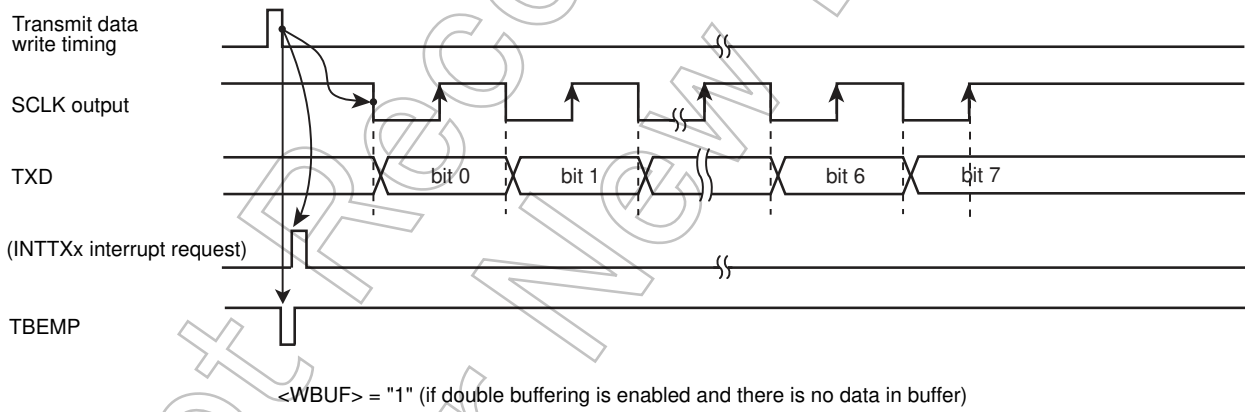 Transmit data
write timing
SCLK output
TXD
bit 0 bit 1 bit 6 bit 7
(INTTXx interrupt request)
TBEMP
<WBUF> = "1" (if double buffering is enabled and there is no data in buffer)